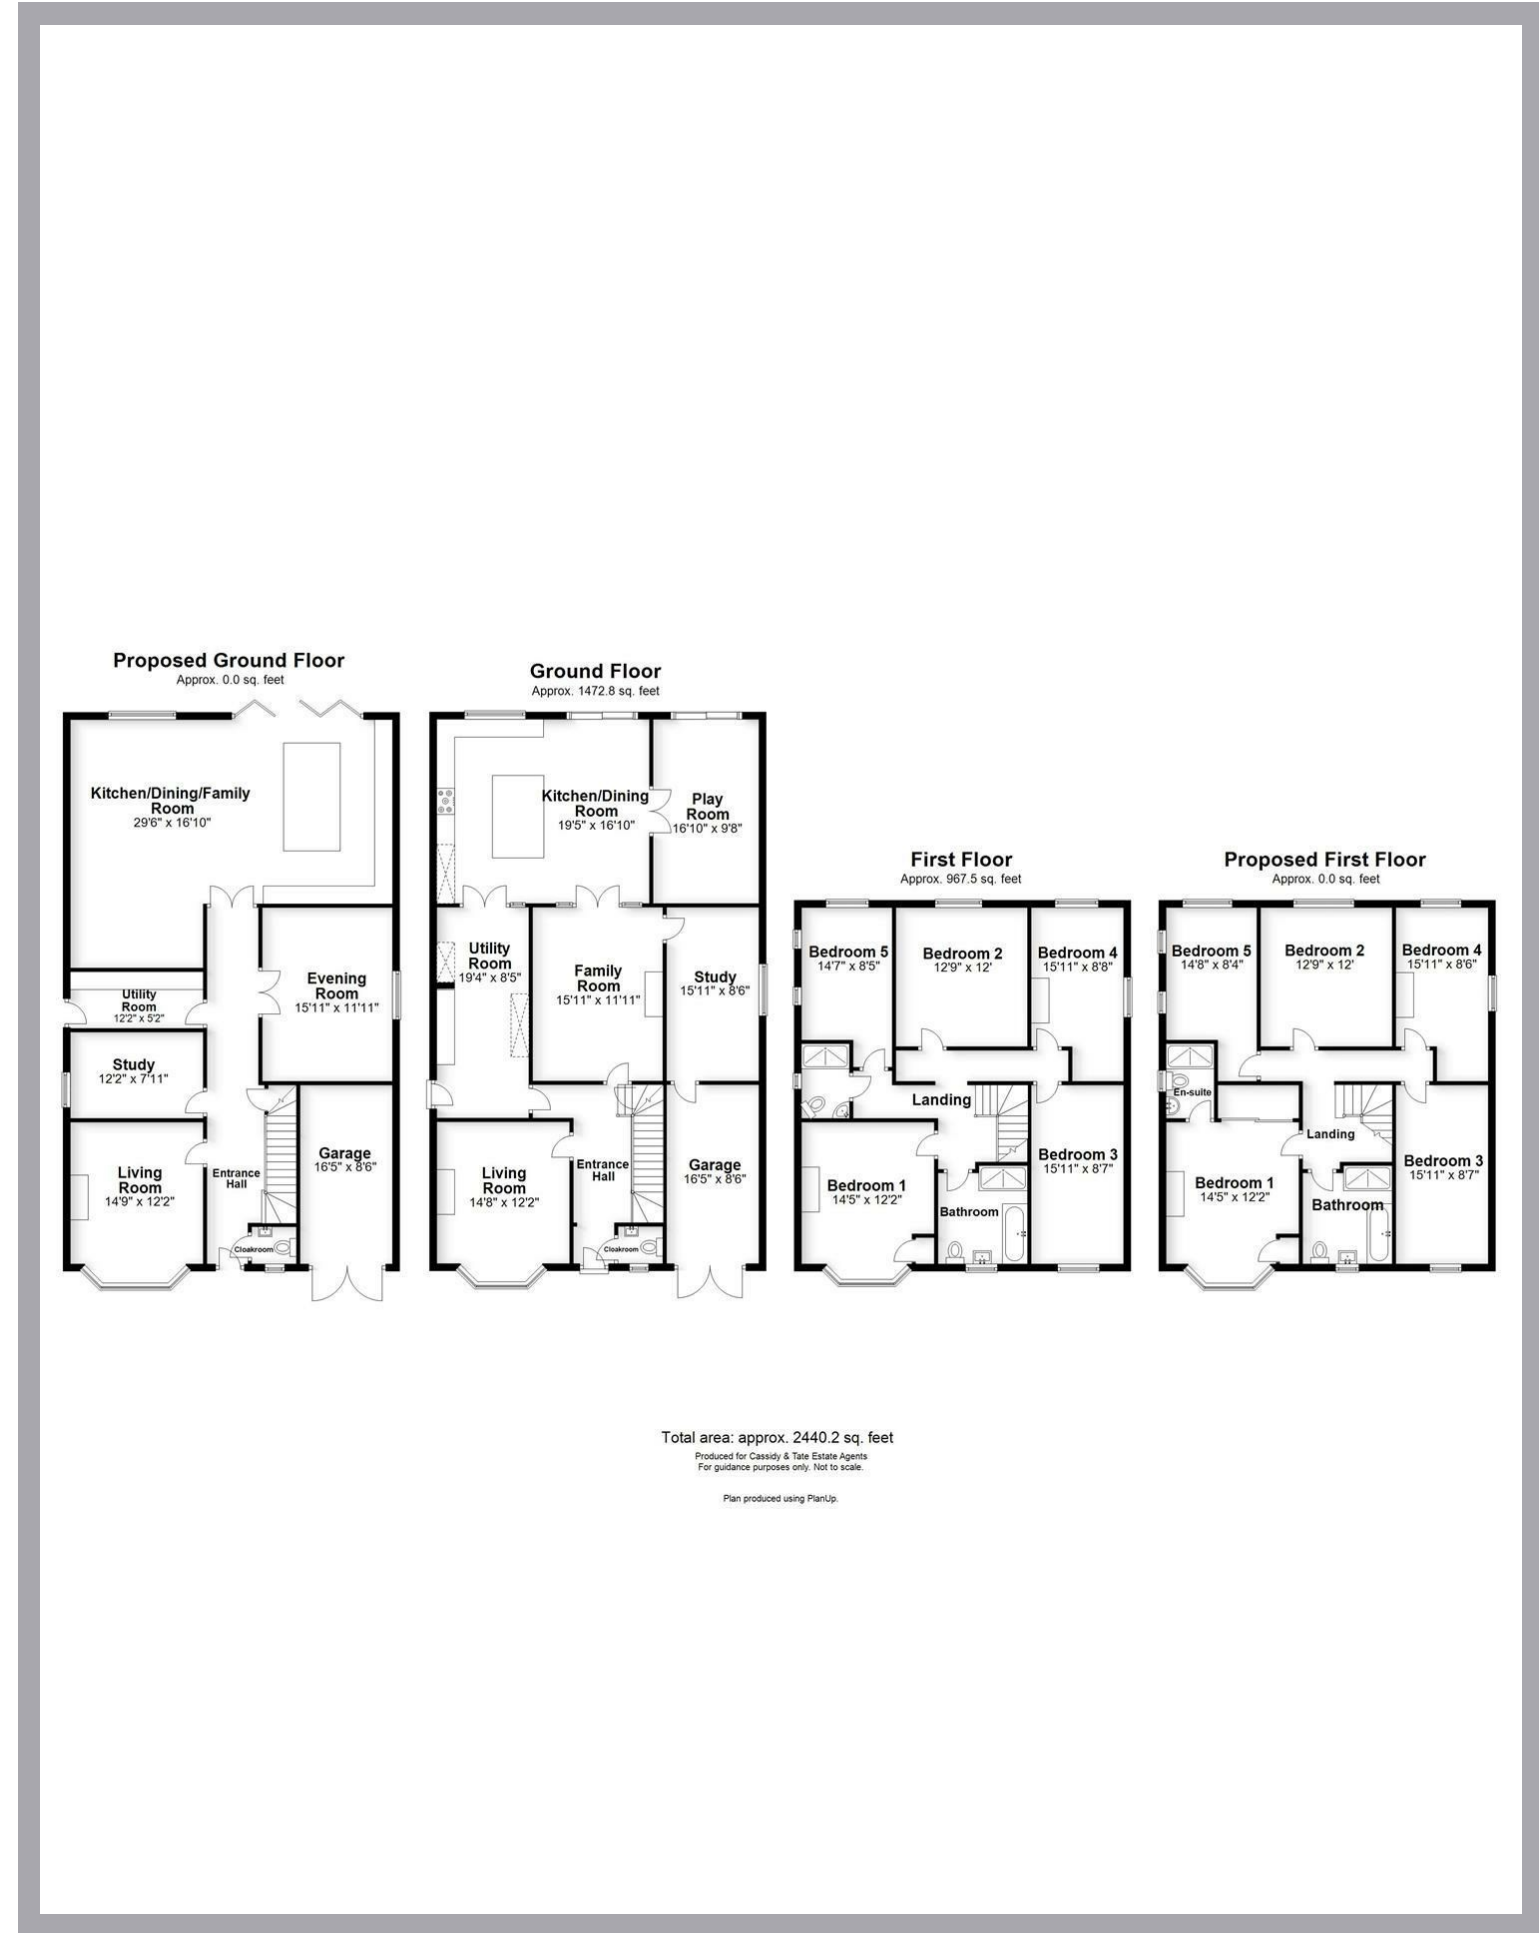 Proposed Ground Floor
Approx. 0.0 sq. feet
Kitchen/Dining/Family
Room
29'6" x 16'10"
Evening
Room
15'11" x 11'11"
Utility
Room
12'2" x 5'2"
Study
12'2" x 7'11"
Living
Room
14'9" x 12'2"
Entrance
Hall
Garage
16'5" x 8'6"
Cloakroom
Ground Floor
Approx. 1472.8 sq. feet
Kitchen/Dining
Room
19'5" x 16'10"
Play
Room
16'10" x 9'8"
Utility
Room
19'4" x 8'5"
Family
Room
15'11" x 11'11"
Study
15'11" x 8'6"
Living
Room
14'8" x 12'2"
Entrance
Hall
Garage
16'5" x 8'6"
Cloakroom
First Floor
Approx. 967.5 sq. feet
Bedroom 5
14'7" x 8'5"
Bedroom 2
12'9" x 12'
Bedroom 4
15'11" x 8'8"
Landing
Bedroom 3
15'11" x 8'7"
Bedroom 1
14'5" x 12'2"
Bathroom
Proposed First Floor
Approx. 0.0 sq. feet
Bedroom 5
14'8" x 8'4"
Bedroom 2
12'9" x 12'
Bedroom 4
15'11" x 8'6"
En-suite
Landing
Bedroom 3
15'11" x 8'7"
Bedroom 1
14'5" x 12'2"
Bathroom
Total area: approx. 2440.2 sq. feet
Produced for Cassidy & Tate Estate Agents
For guidance purposes only. Not to scale.
Plan produced using PlanUp.